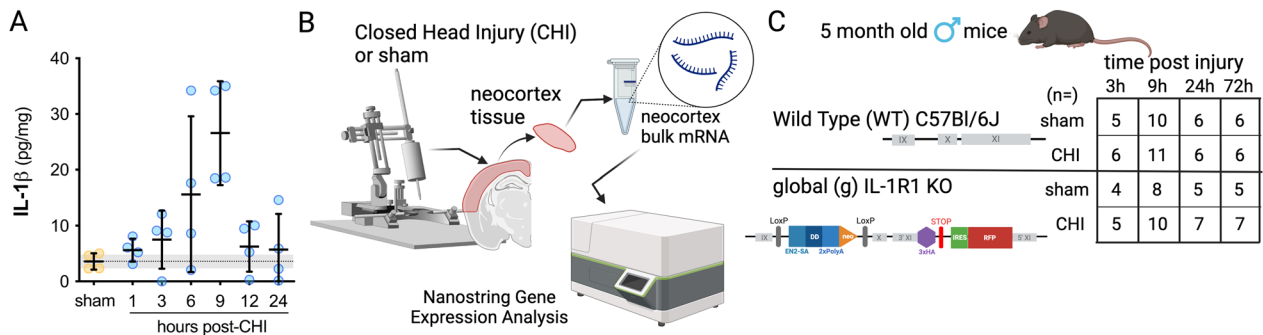 A
IL-1β (pg/mg)
40
30
20
10
0
sham 1 3 6 9 12 24
hours post-CHI
B
Closed Head Injury (CHI)
or sham
neocortex
tissue
neocortex
bulk mRNA
Nanostring Gene
Expression Analysis
C
5 month old ♂ mice
time post injury
(n=) 3h 9h 24h 72h
Wild Type (WT) C57Bl/6J
IX X XI
sham 5 10 6 6
CHI 6 11 6 6
global (g) IL-1R1 KO
sham 4 8 5 5
CHI 5 10 7 7
LoxP LoxP STOP
IX DD neo X 3' XI IRES RFP 5' XI
EN2-SA 2xPolyA 3xHA